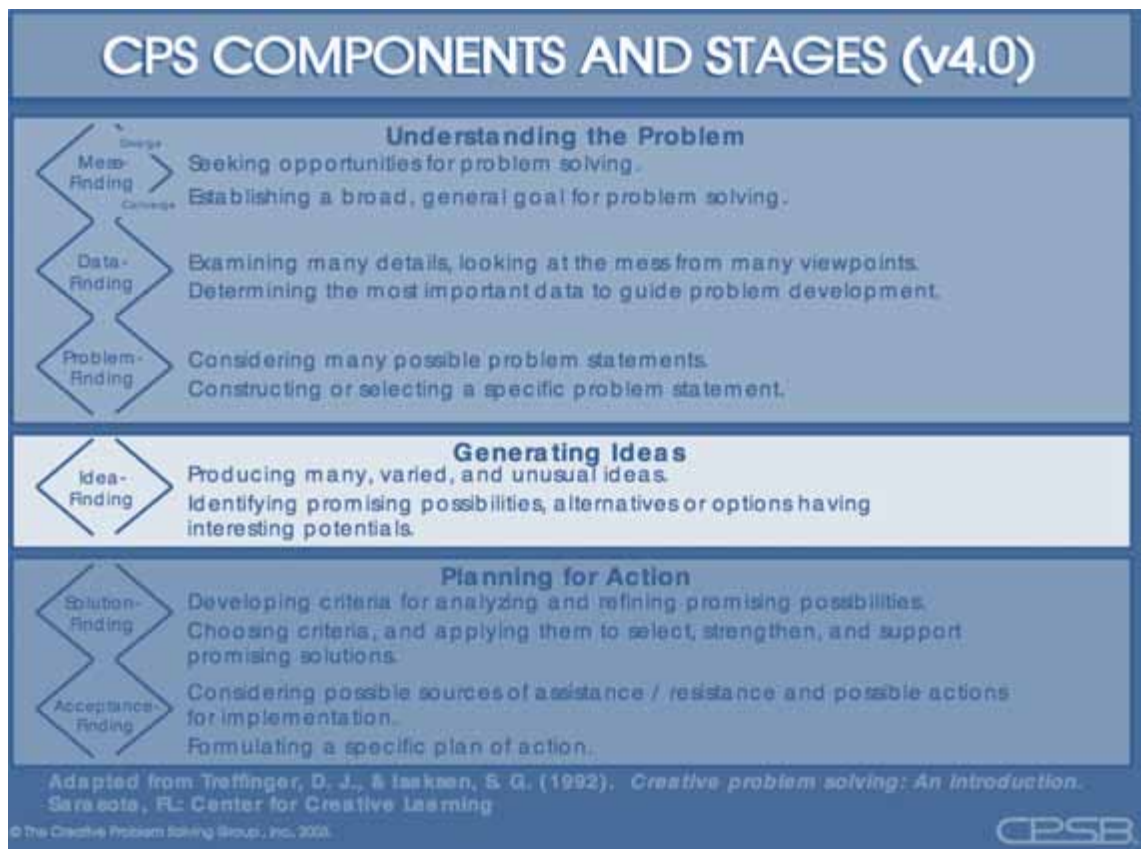 CPS COMPONENTS AND STAGES (v4.0)
Understanding the Problem
Diverge
Mess-
Finding
Converge
Seeking opportunities for problem solving.
Establishing a broad, general goal for problem solving.
Data-
Finding
Examining many details, looking at the mess from many viewpoints.
Determining the most important data to guide problem development.
Problem-
Finding
Considering many possible problem statements.
Constructing or selecting a specific problem statement.
Generating Ideas
Idea-
Finding
Producing many, varied, and unusual ideas.
Identifying promising possibilities, alternatives or options having
interesting potentials.
Planning for Action
Solution-
Finding
Developing criteria for analyzing and refining promising possibilities.
Choosing criteria, and applying them to select, strengthen, and support
promising solutions.
Acceptance-
Finding
Considering possible sources of assistance / resistance and possible actions
for implementation.
Formulating a specific plan of action.
Adapted from Treffinger, D. J., & Isaksen, S. G. (1992). Creative problem solving: An introduction.
Sarasota, FL: Center for Creative Learning
© The Creative Problem Solving Group, Inc., 2003.
CPSB